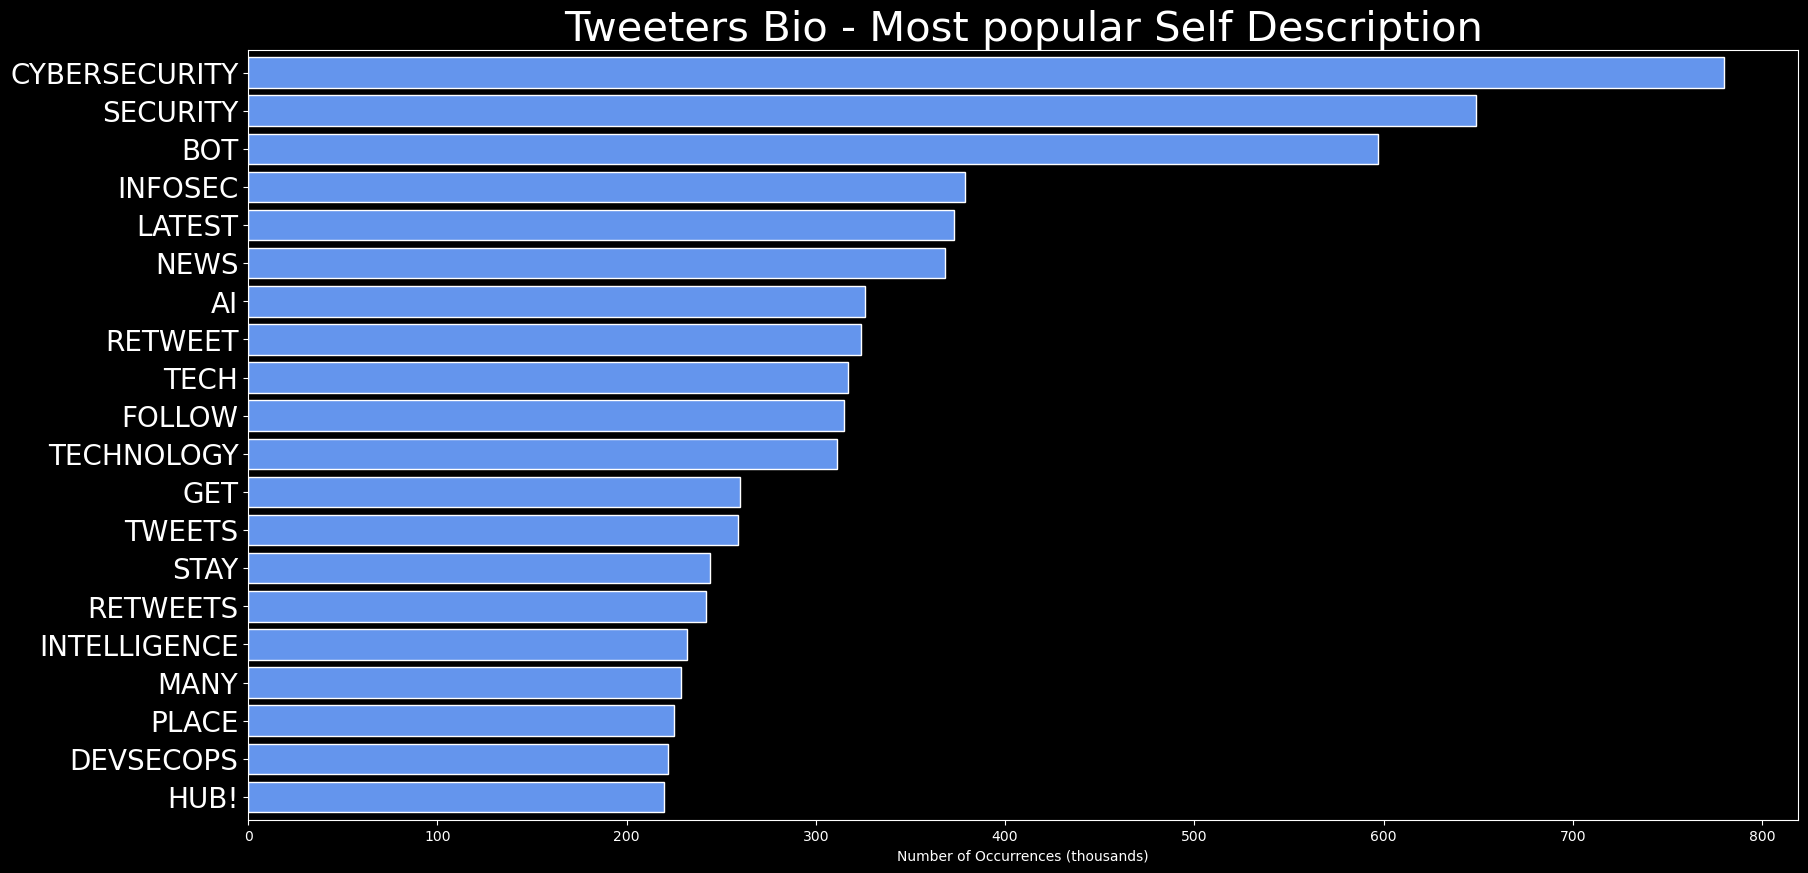 Tweeters Bio - Most popular Self Description
CYBERSECURITY
SECURITY
BOT
INFOSEC
LATEST
NEWS
AI
RETWEET
TECH
FOLLOW
TECHNOLOGY
GET
TWEETS
STAY
RETWEETS
INTELLIGENCE
MANY
PLACE
DEVSECOPS
HUB!
0 100 200 300 400 500 600 700 800
Number of Occurrences (thousands)